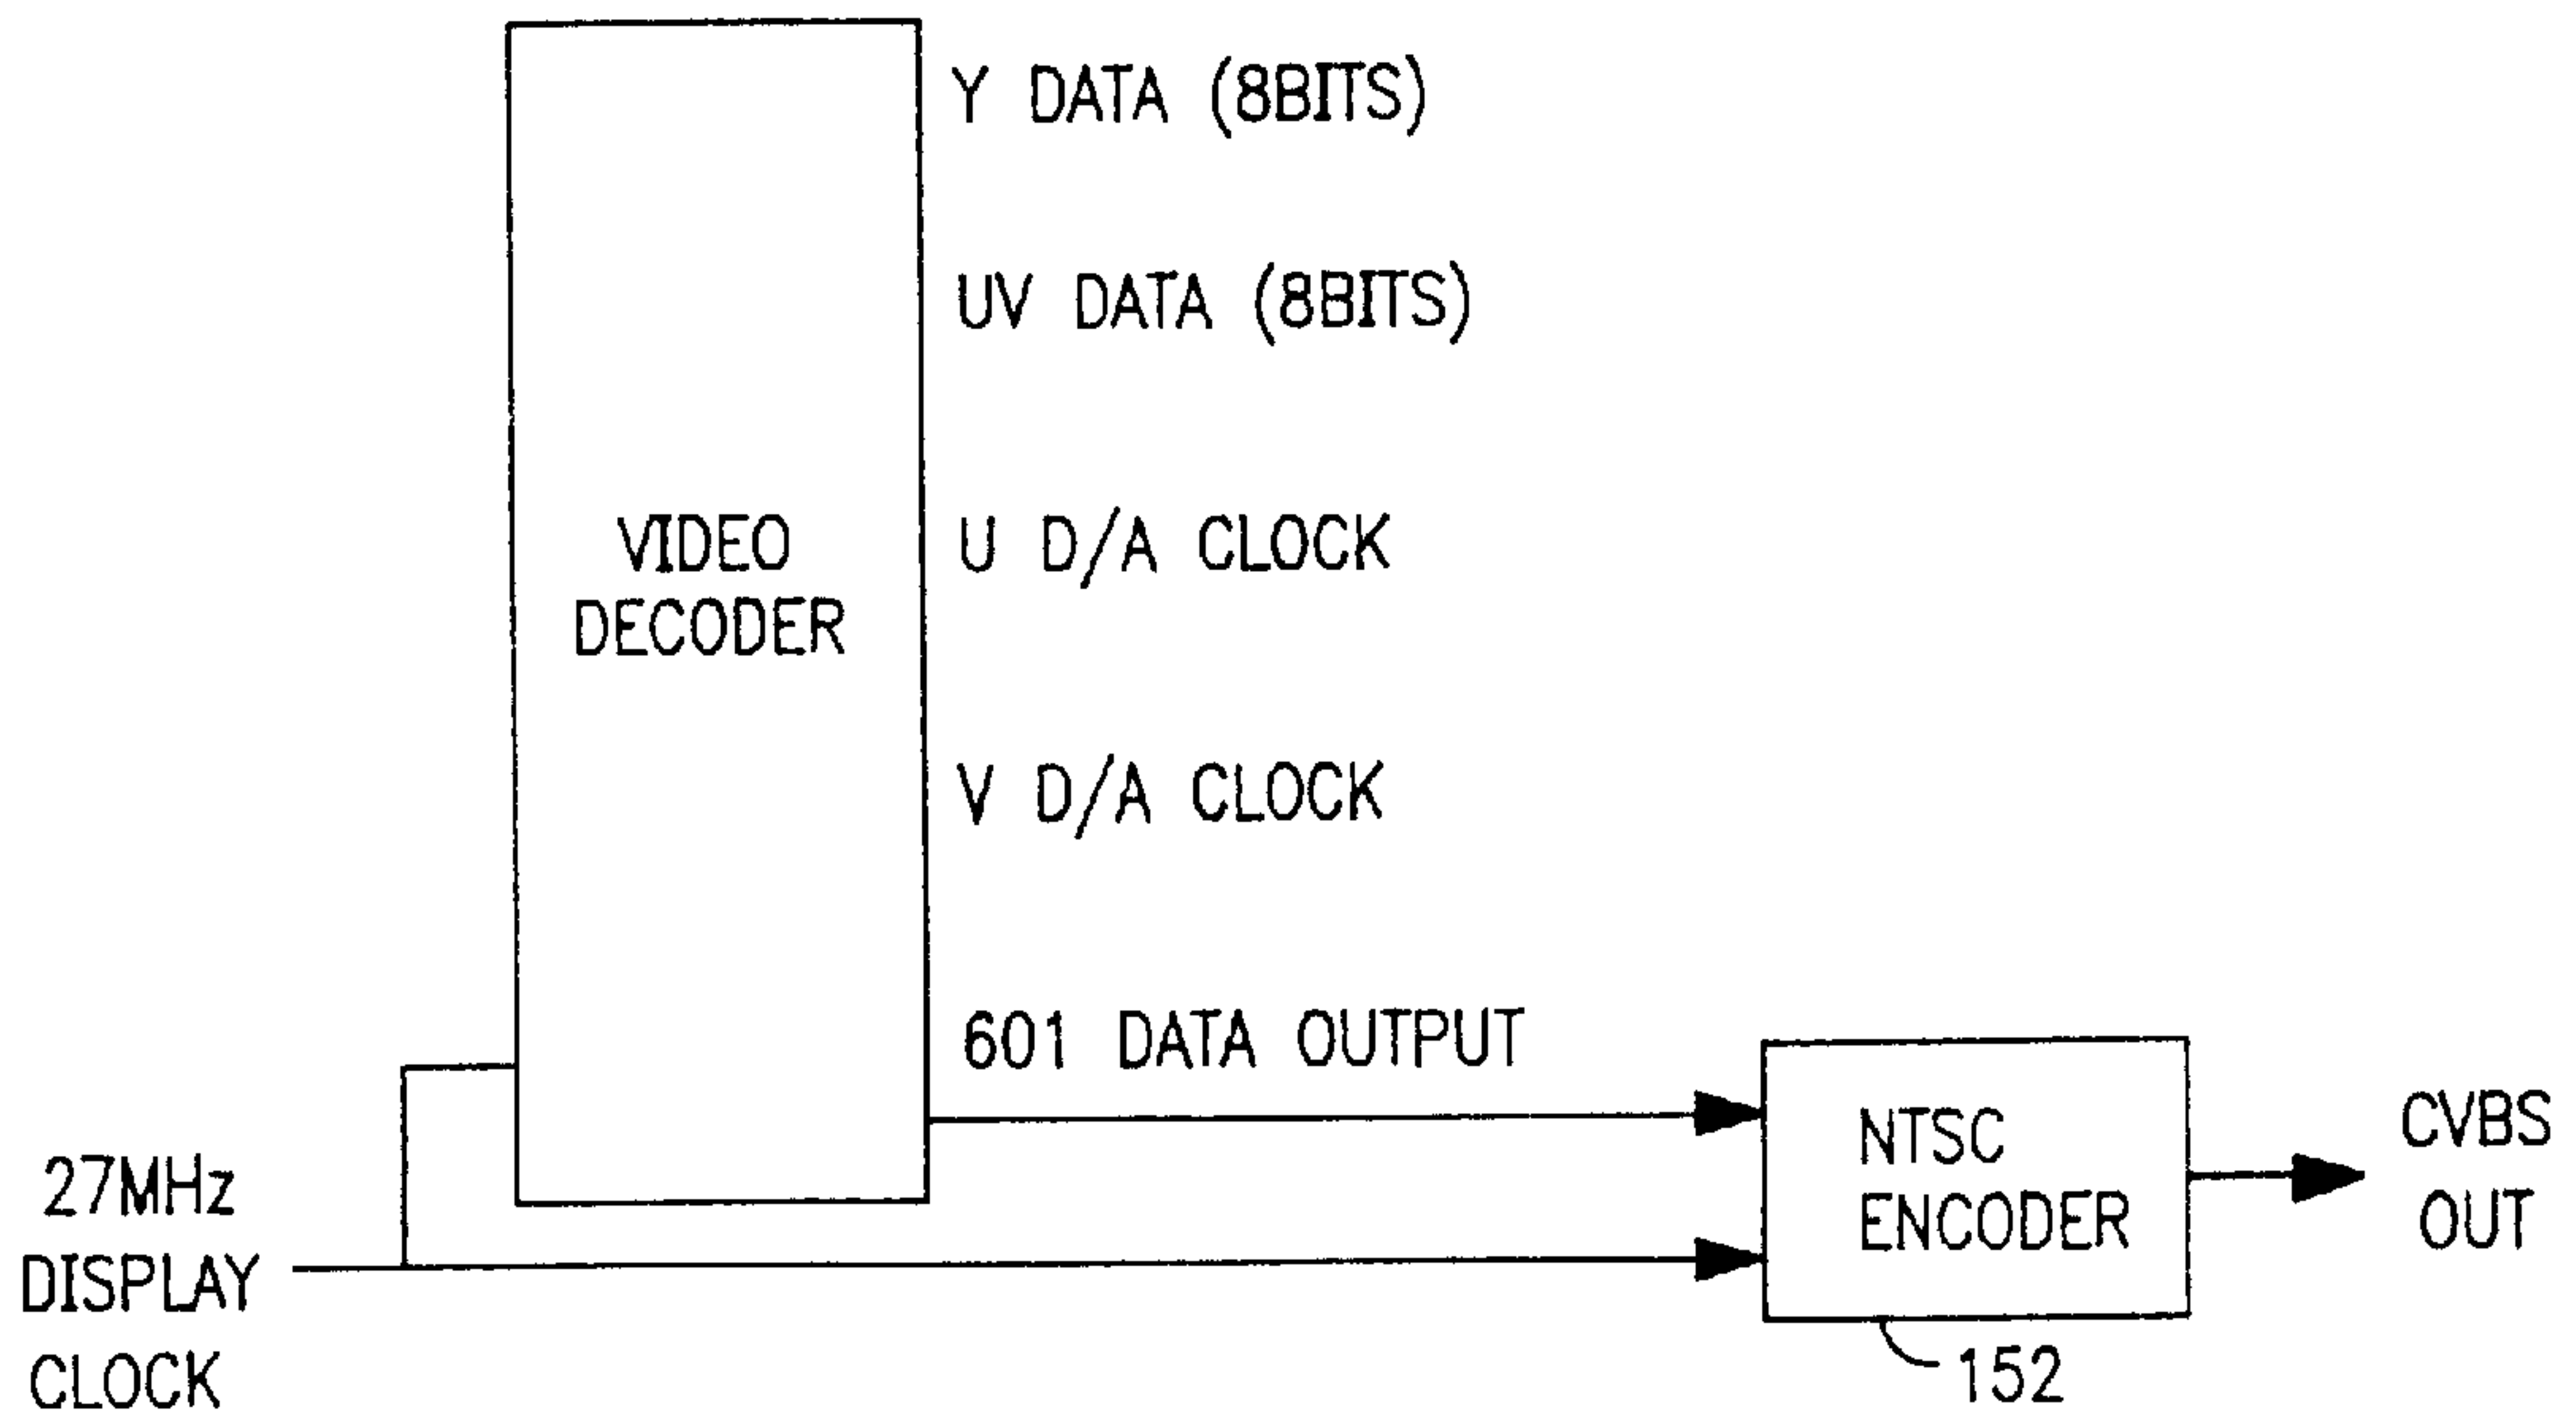 Y DATA (8BITS)
UV DATA (8BITS)
U D/A CLOCK
V D/A CLOCK
VIDEO
DECODER
601 DATA OUTPUT
27MHz
DISPLAY
CLOCK
NTSC
ENCODER
152
CVBS
OUT